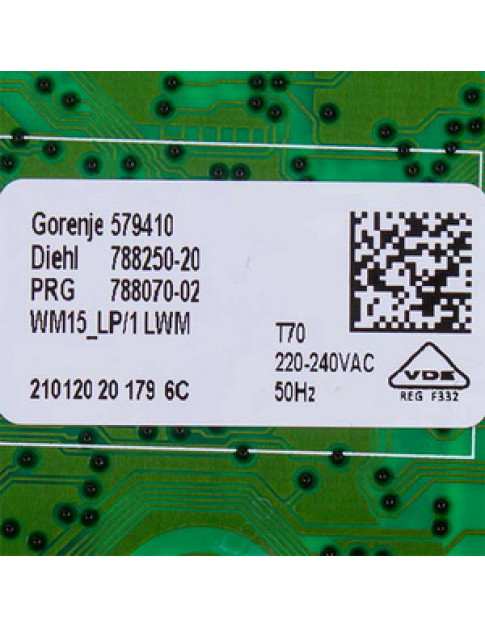 Gorenje 579410
Diehl 788250-20
PRG 788070-02
WM15_LP/1 LWM
210120 20 179 6C
T70
220-240VAC
50Hz
VDE
REG F332